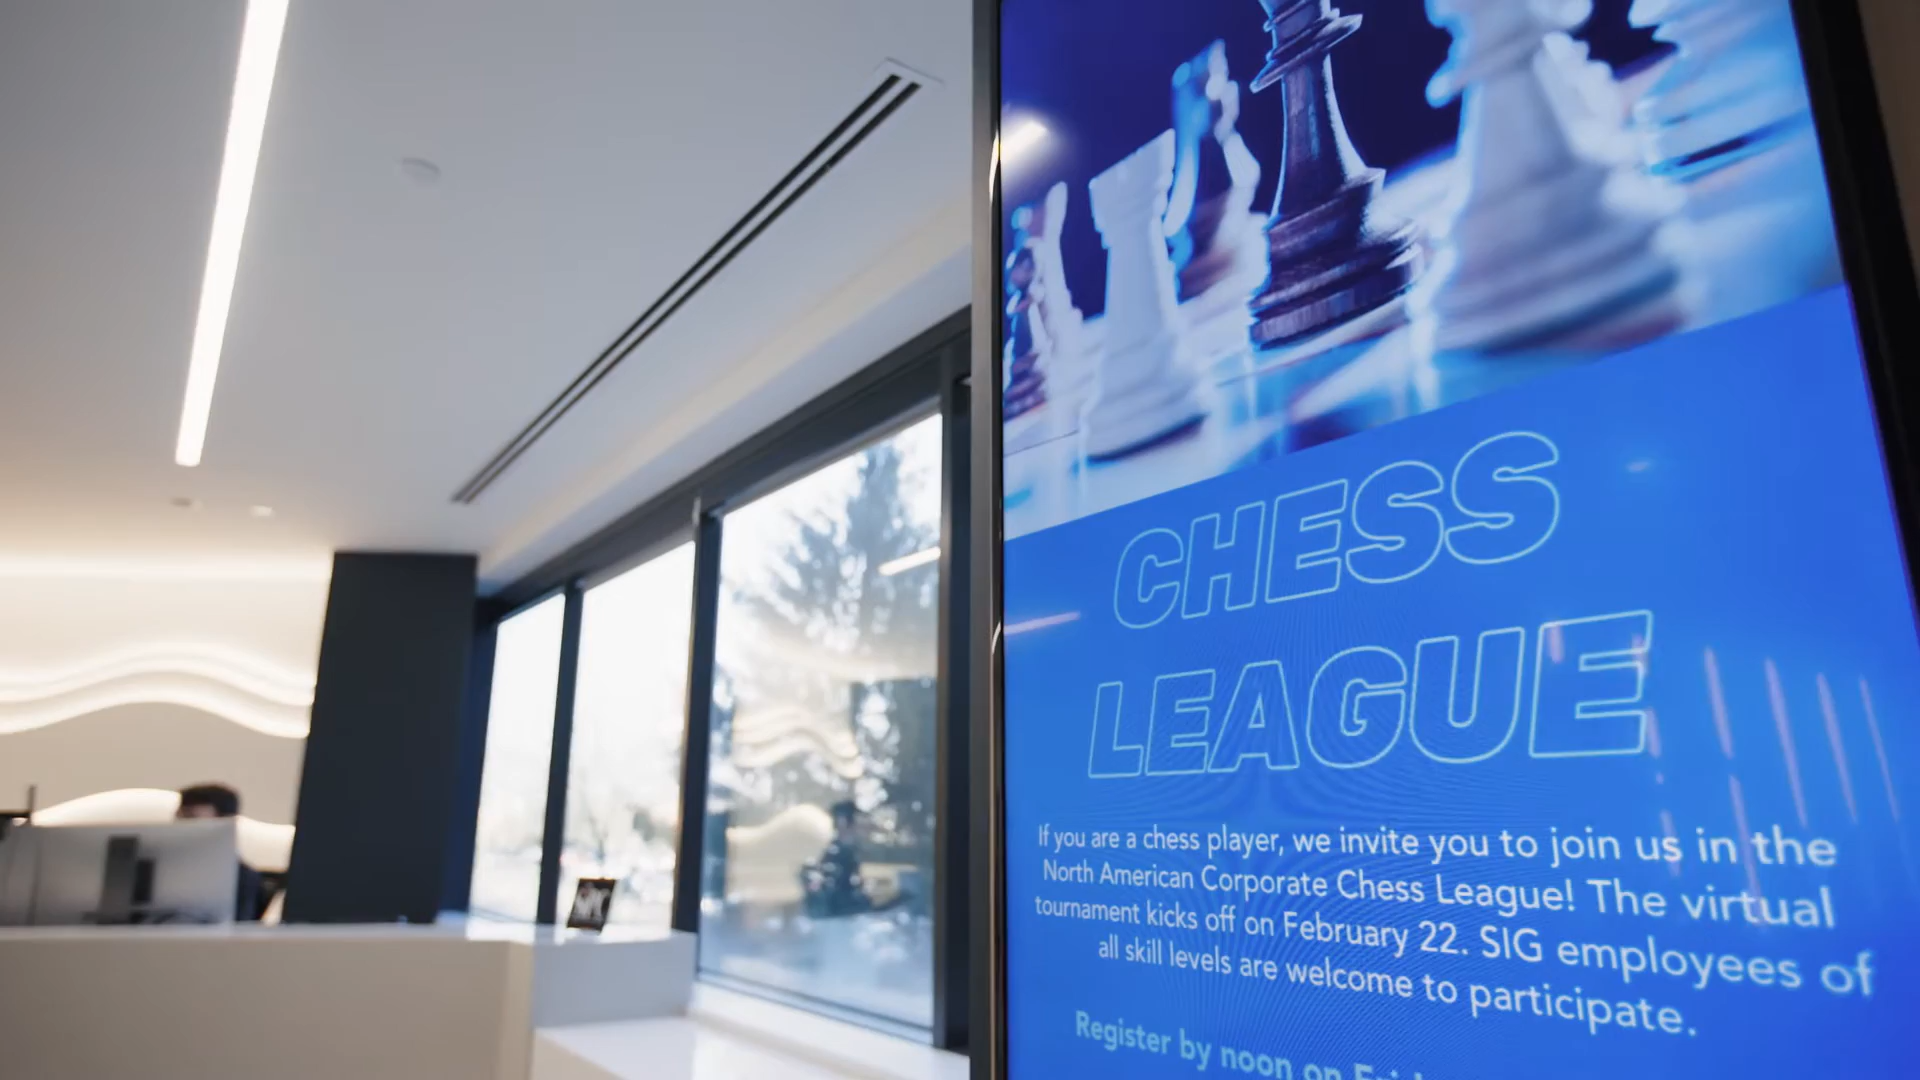 CHESS
LEAGUE
If you are a chess player, we invite you to join us in the
North American Corporate Chess League! The virtual
tournament kicks off on February 22. SIG employees of
all skill levels are welcome to participate.
Register by noon on